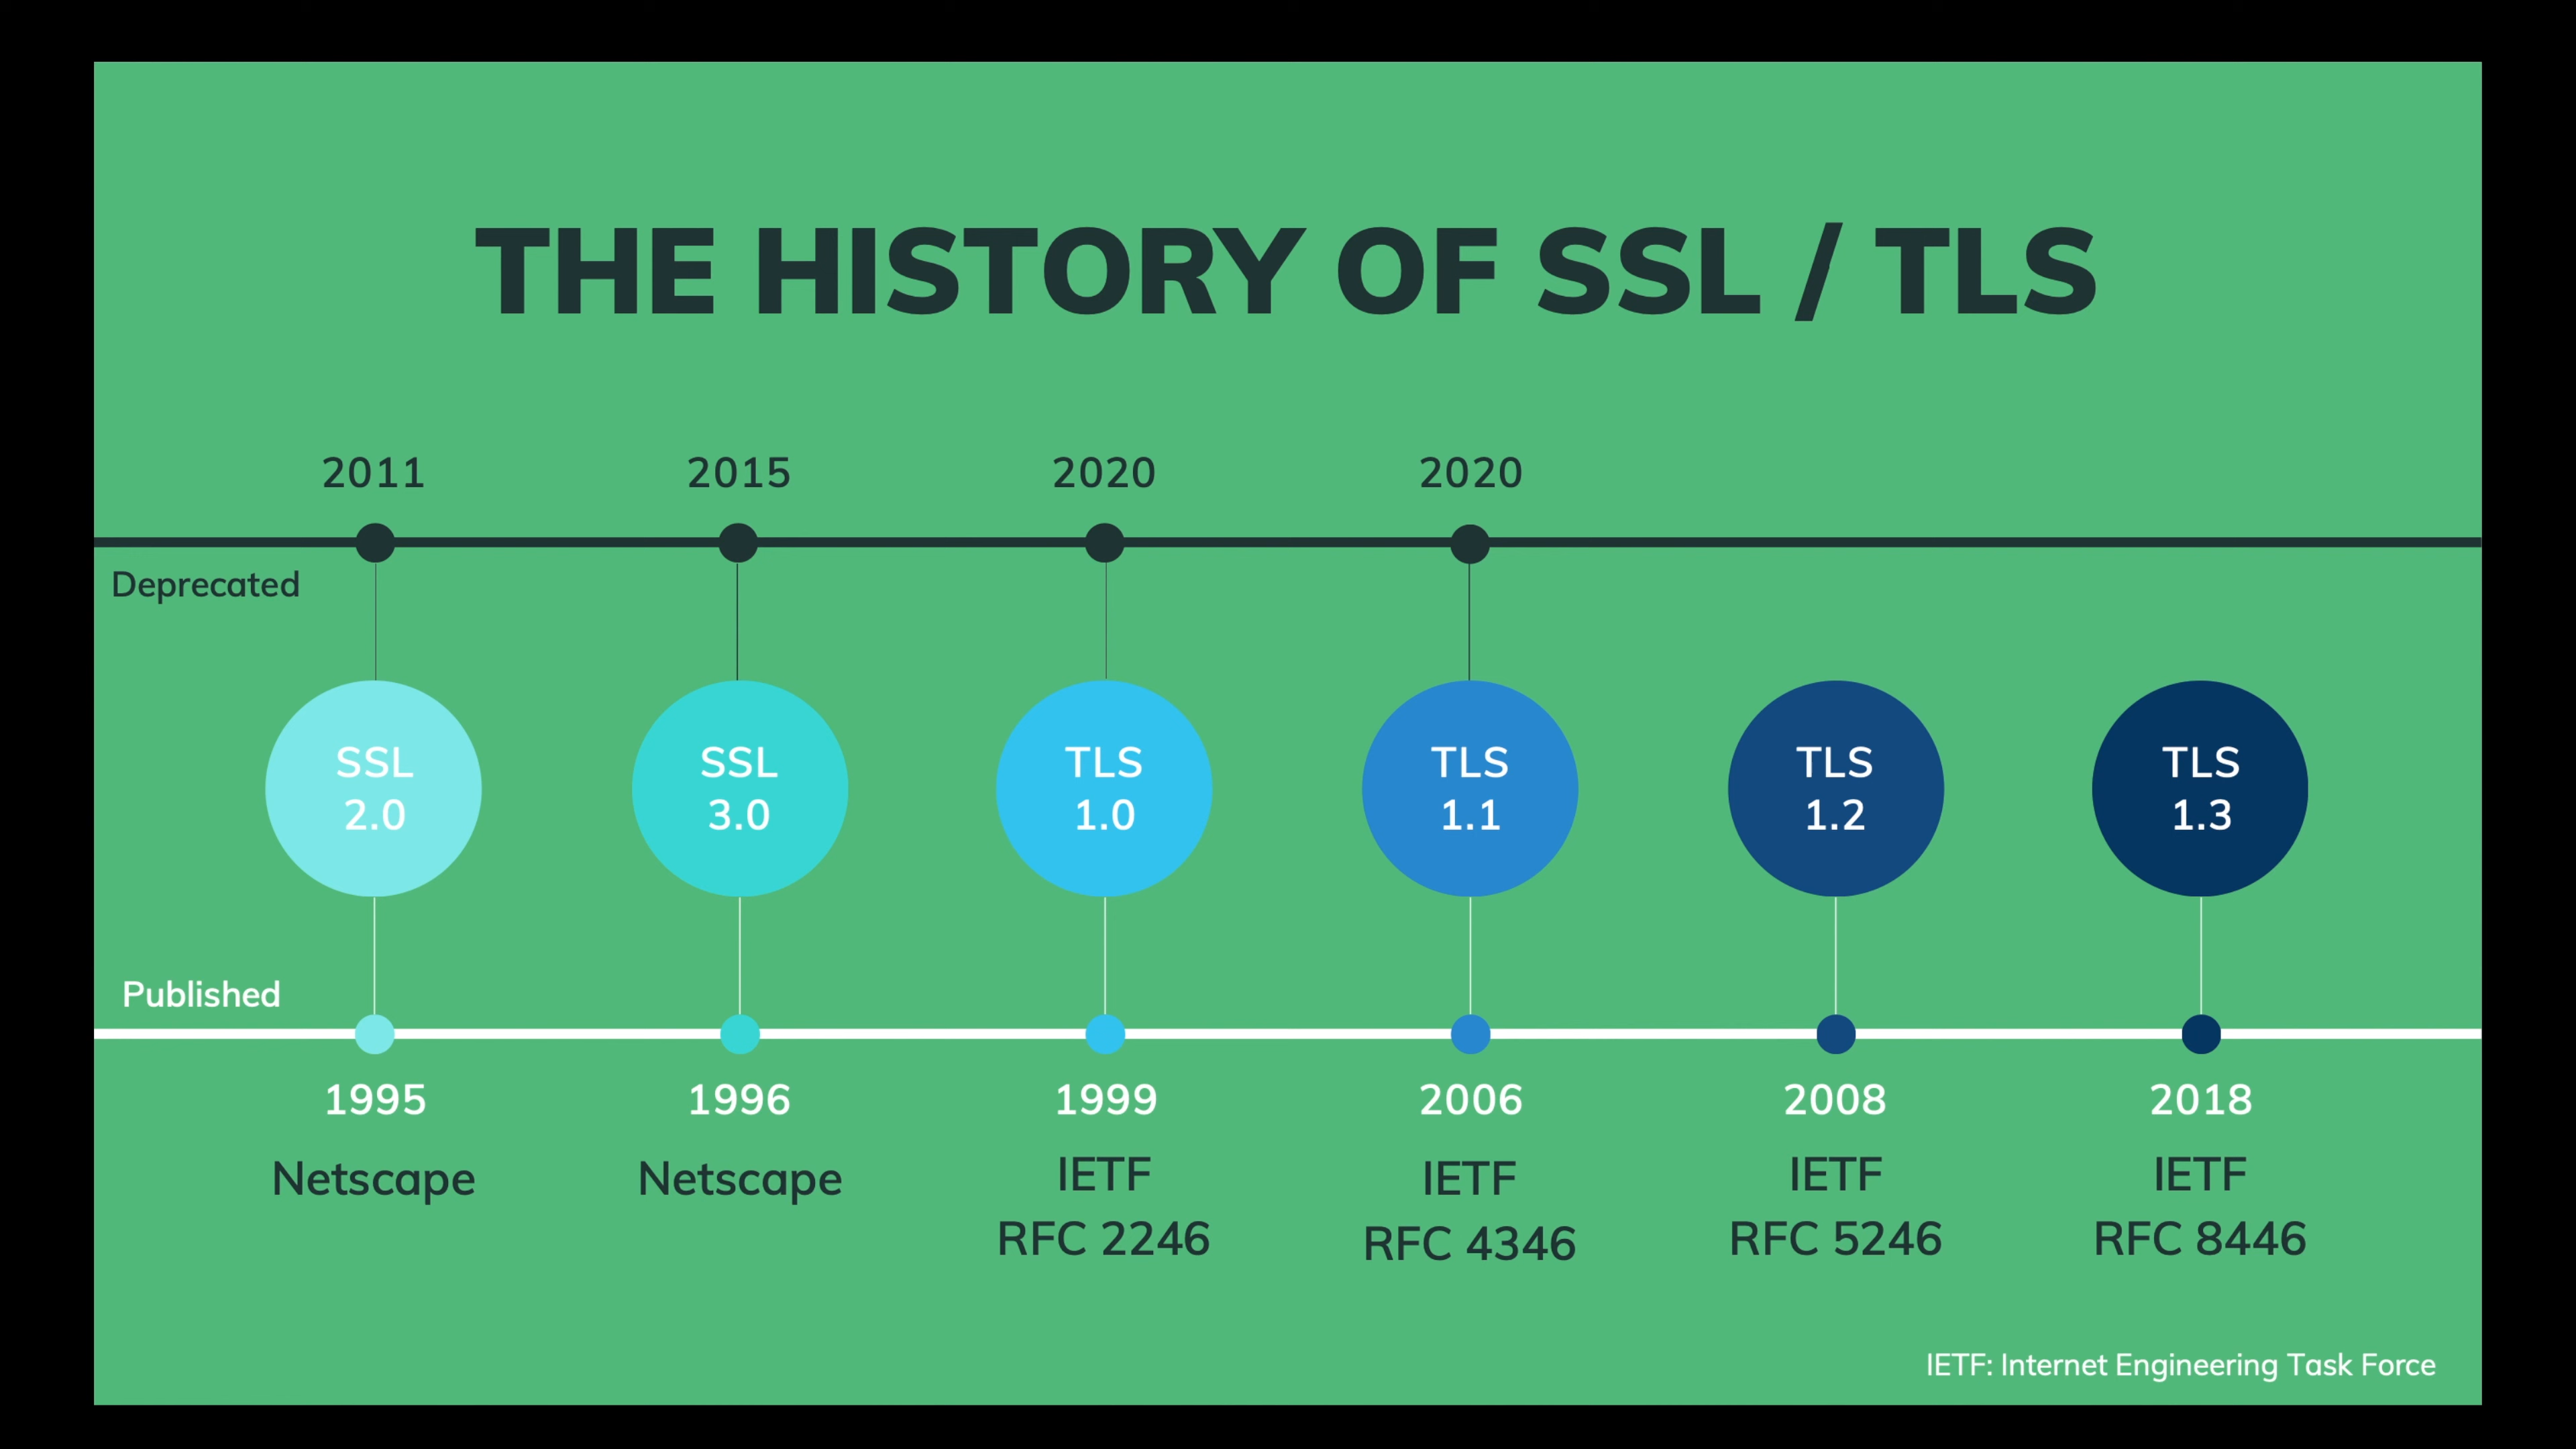 THE HISTORY OF SSL / TLS
2011
2015
2020
2020
Deprecated
SSL
2.0
SSL
3.0
TLS
1.0
TLS
1.1
TLS
1.2
TLS
1.3
Published
1995
1996
1999
2006
2008
2018
Netscape
Netscape
IETF
RFC 2246
IETF
RFC 4346
IETF
RFC 5246
IETF
RFC 8446
IETF: Internet Engineering Task Force